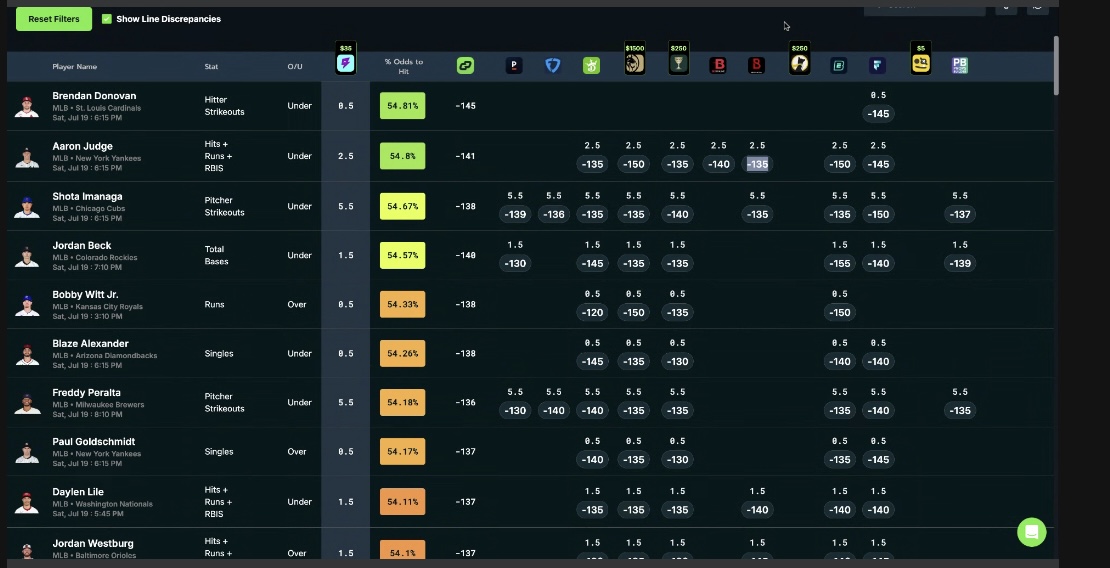 Reset Filters
Show Line Discrepancies
$35 $1500 $250 $250 $5
Player Name Stat O/U % Odds to Hit P B B PB
Brendan Donovan
MLB • St. Louis Cardinals
Sat, Jul 19 : 6:15 PM
Hitter
Strikeouts
Under 0.5 54.81% -145
0.5
-145
Aaron Judge
MLB • New York Yankees
Sat, Jul 19 : 6:15 PM
Hits +
Runs +
RBIS
Under 2.5 54.8% -141
2.5 2.5 2.5 2.5 2.5 2.5 2.5
-135 -150 -135 -140 -135 -150 -145
Shota Imanaga
MLB • Chicago Cubs
Sat, Jul 19 : 6:15 PM
Pitcher
Strikeouts
Under 5.5 54.67% -138
5.5 5.5 5.5 5.5 5.5 5.5 5.5 5.5 5.5
-139 -136 -135 -135 -140 -135 -135 -150 -137
Jordan Beck
MLB • Colorado Rockies
Sat, Jul 19 : 7:10 PM
Total
Bases
Under 1.5 54.57% -140
1.5 1.5 1.5 1.5 1.5 1.5 1.5
-130 -145 -135 -135 -155 -140 -139
Bobby Witt Jr.
MLB • Kansas City Royals
Sat, Jul 19 : 3:10 PM
Runs
Over 0.5 54.33% -138
0.5 0.5 0.5 0.5
-120 -150 -135 -150
Blaze Alexander
MLB • Arizona Diamondbacks
Sat, Jul 19 : 6:15 PM
Singles
Under 0.5 54.26% -138
0.5 0.5 0.5 0.5 0.5
-145 -135 -130 -140 -140
Freddy Peralta
MLB • Milwaukee Brewers
Sat, Jul 19 : 8:10 PM
Pitcher
Strikeouts
Under 5.5 54.18% -136
5.5 5.5 5.5 5.5 5.5 5.5 5.5 5.5
-130 -140 -140 -135 -135 -135 -140 -135
Paul Goldschmidt
MLB • New York Yankees
Sat, Jul 19 : 6:15 PM
Singles
Over 0.5 54.17% -137
0.5 0.5 0.5 0.5 0.5
-140 -135 -130 -135 -145
Daylen Lile
MLB • Washington Nationals
Sat, Jul 19 : 5:45 PM
Hits +
Runs +
RBIS
Under 1.5 54.11% -137
1.5 1.5 1.5 1.5 1.5 1.5
-135 -135 -135 -140 -140 -140
Jordan Westburg
MLB • Baltimore Orioles
Hits +
Runs +
Over 1.5 54.1% -137
1.5 1.5 1.5 1.5 1.5 1.5